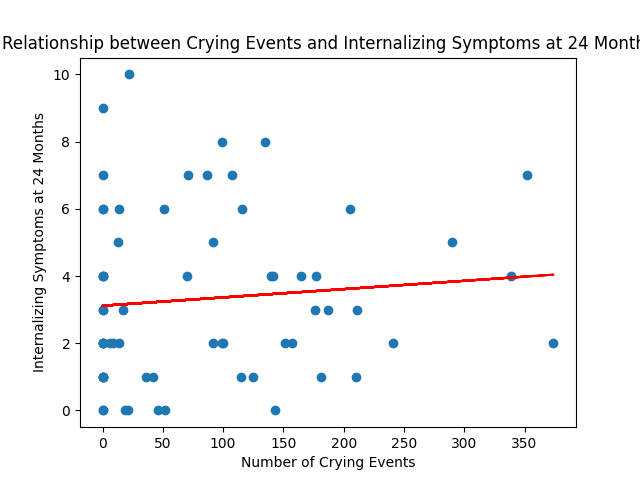 Relationship between Crying Events and Internalizing Symptoms at 24 Month
Internalizing Symptoms at 24 Months
10
8
6
4
2
0
0 50 100 150 200 250 300 350
Number of Crying Events